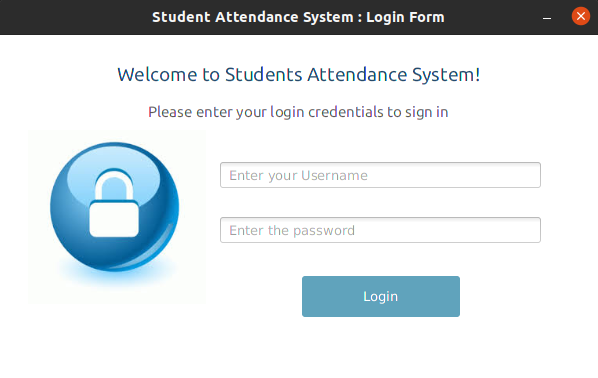 Student Attendance System : Login Form
Welcome to Students Attendance System!
Please enter your login credentials to sign in
Enter your Username
Enter the password
Login